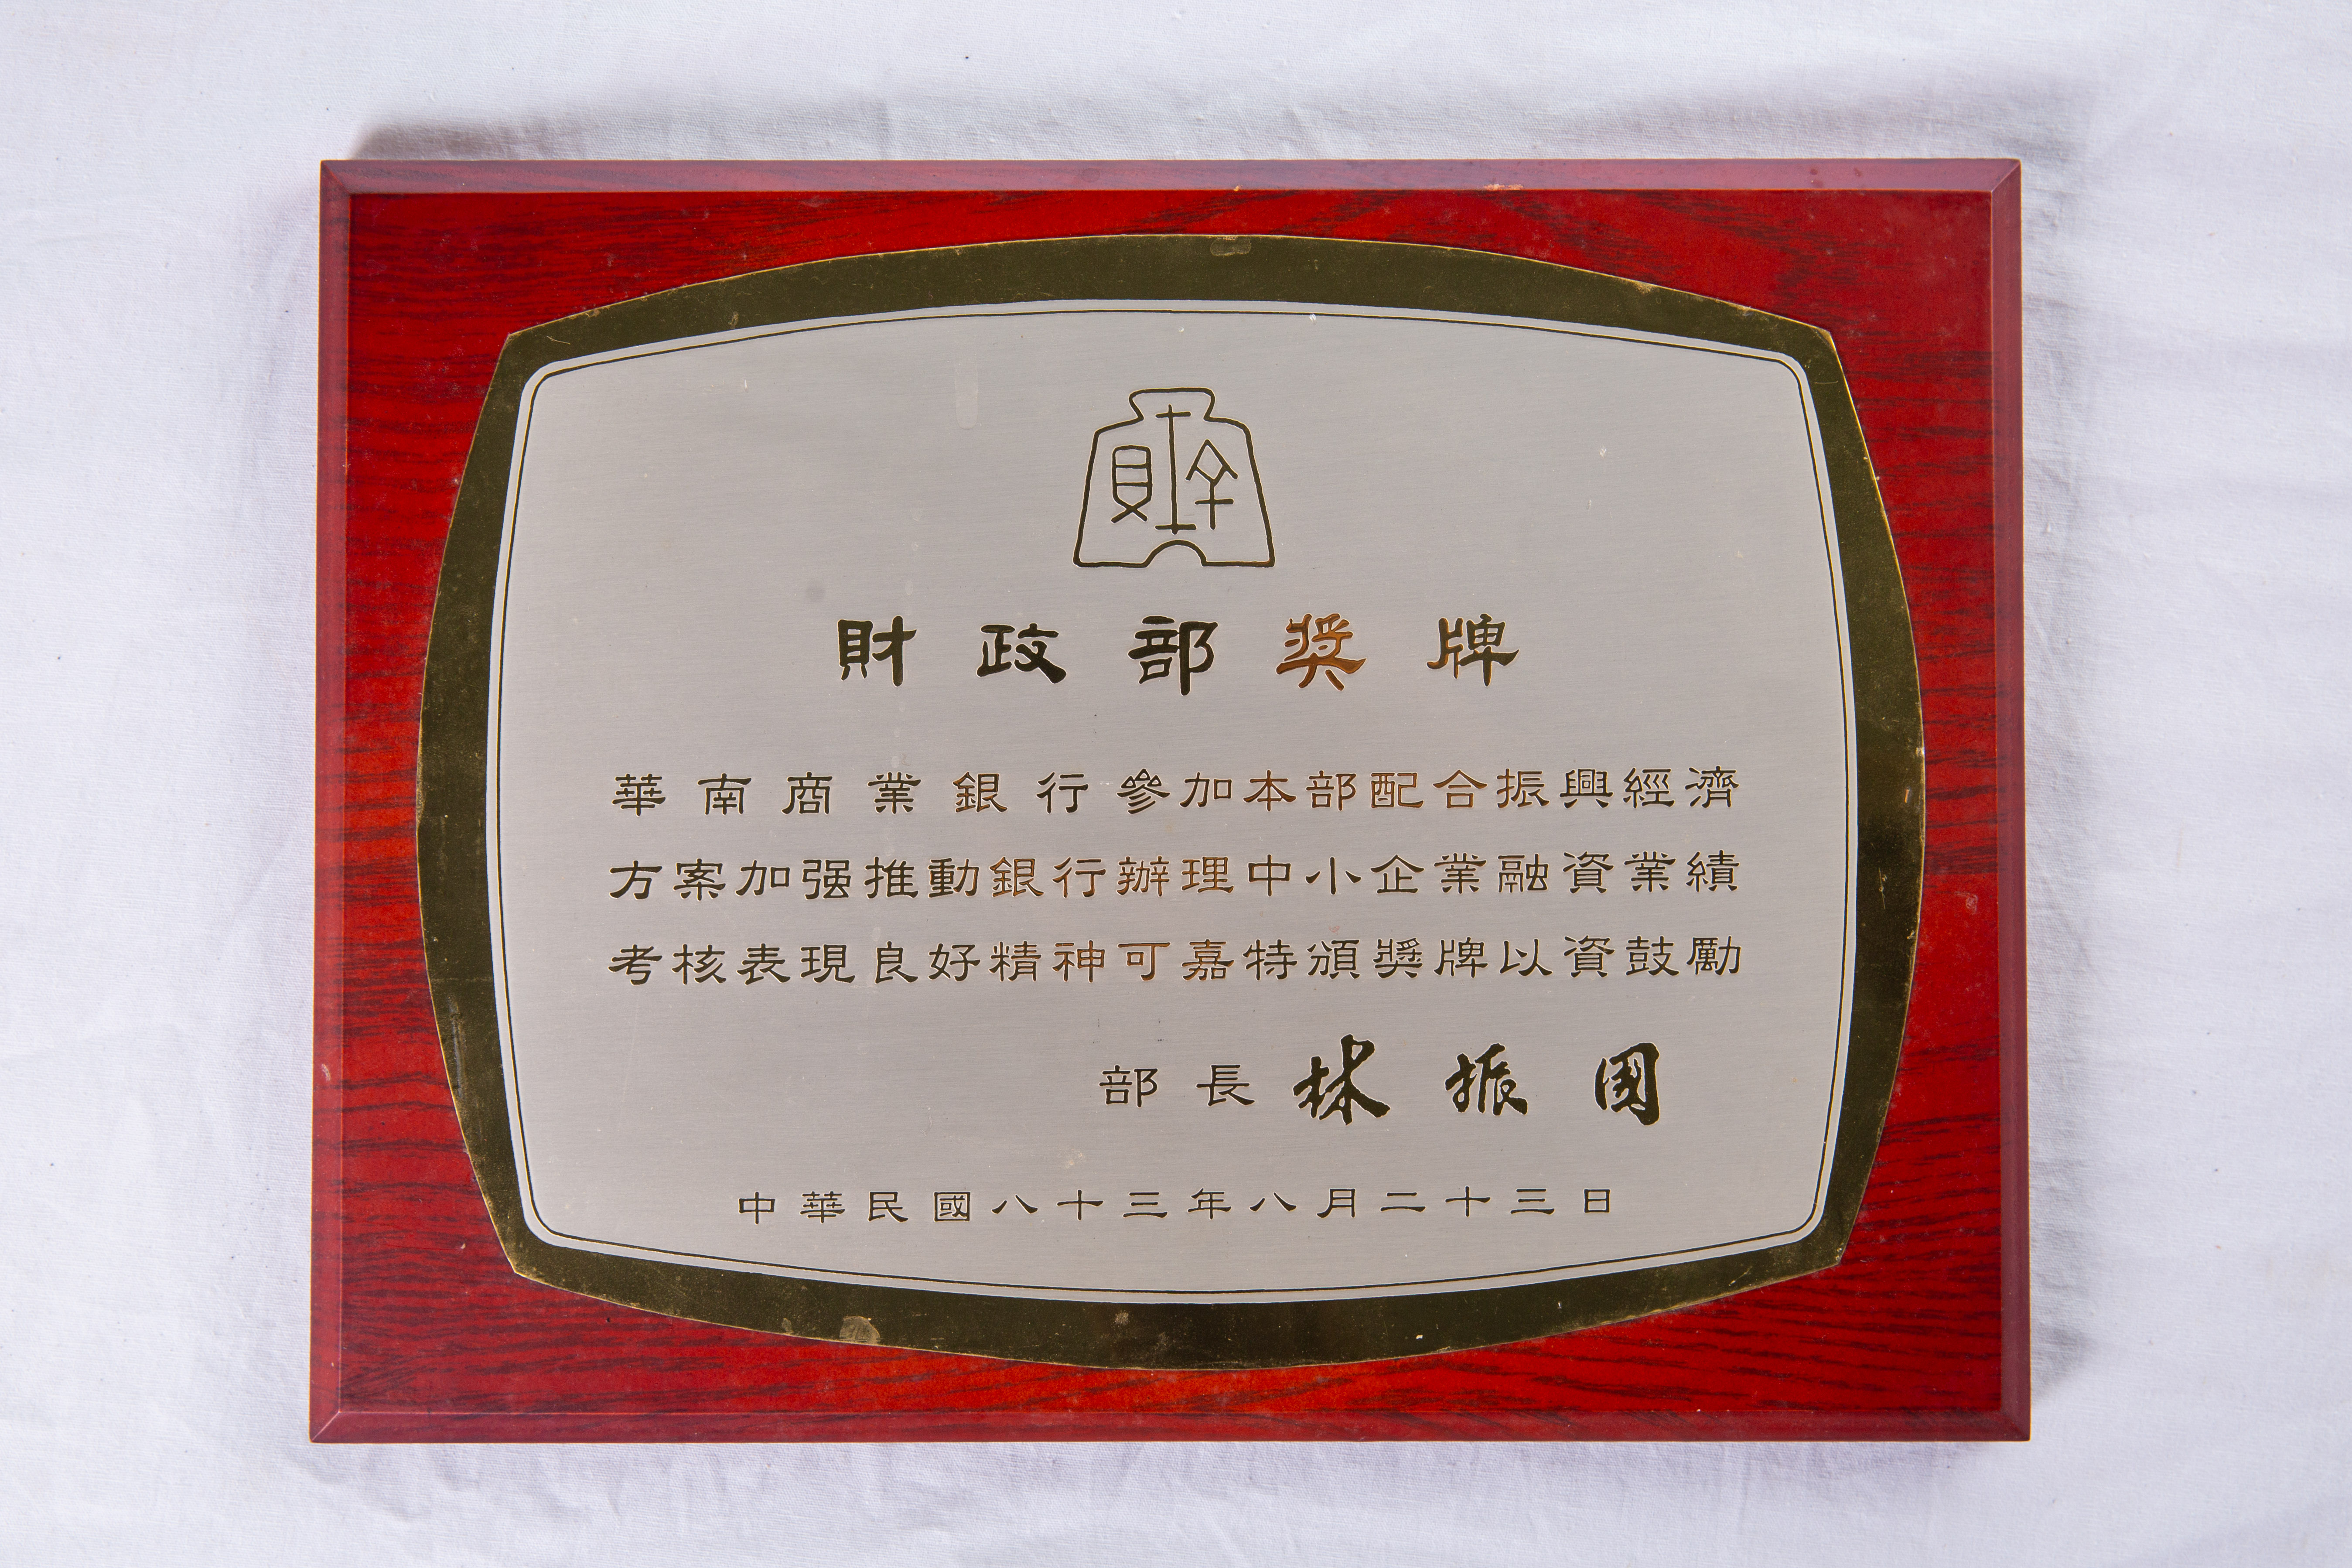 財政部獎牌
華南商業銀行參加本部配合振興經濟
方案加强推動銀行辦理中小企業融資業績
考核表現良好精神可嘉特頒獎牌以資鼓勵
部長林振國
中華民國八十三年八月二十三日